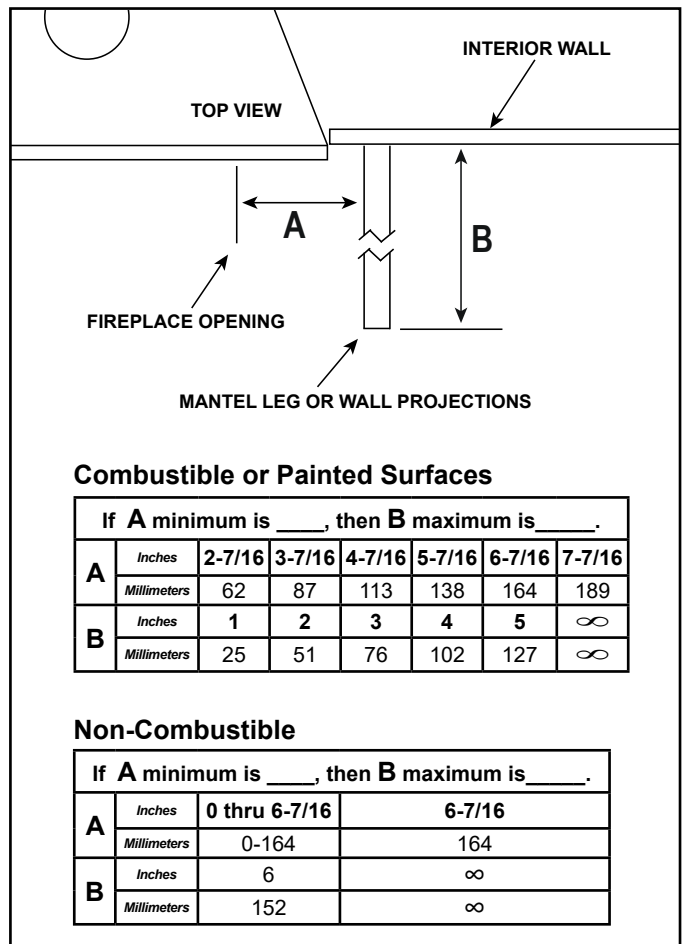 INTERIOR WALL
TOP VIEW
A
B
FIREPLACE OPENING
MANTEL LEG OR WALL PROJECTIONS
Combustible or Painted Surfaces
If A minimum is ____, then B maximum is_____.
A Inches 2-7/16 3-7/16 4-7/16 5-7/16 6-7/16 7-7/16
Millimeters 62 87 113 138 164 189
B Inches 1 2 3 4 5 ∞
Millimeters 25 51 76 102 127 ∞
Non-Combustible
If A minimum is ____, then B maximum is_____.
A Inches 0 thru 6-7/16 6-7/16
Millimeters 0-164 164
B Inches 6 ∞
Millimeters 152 ∞